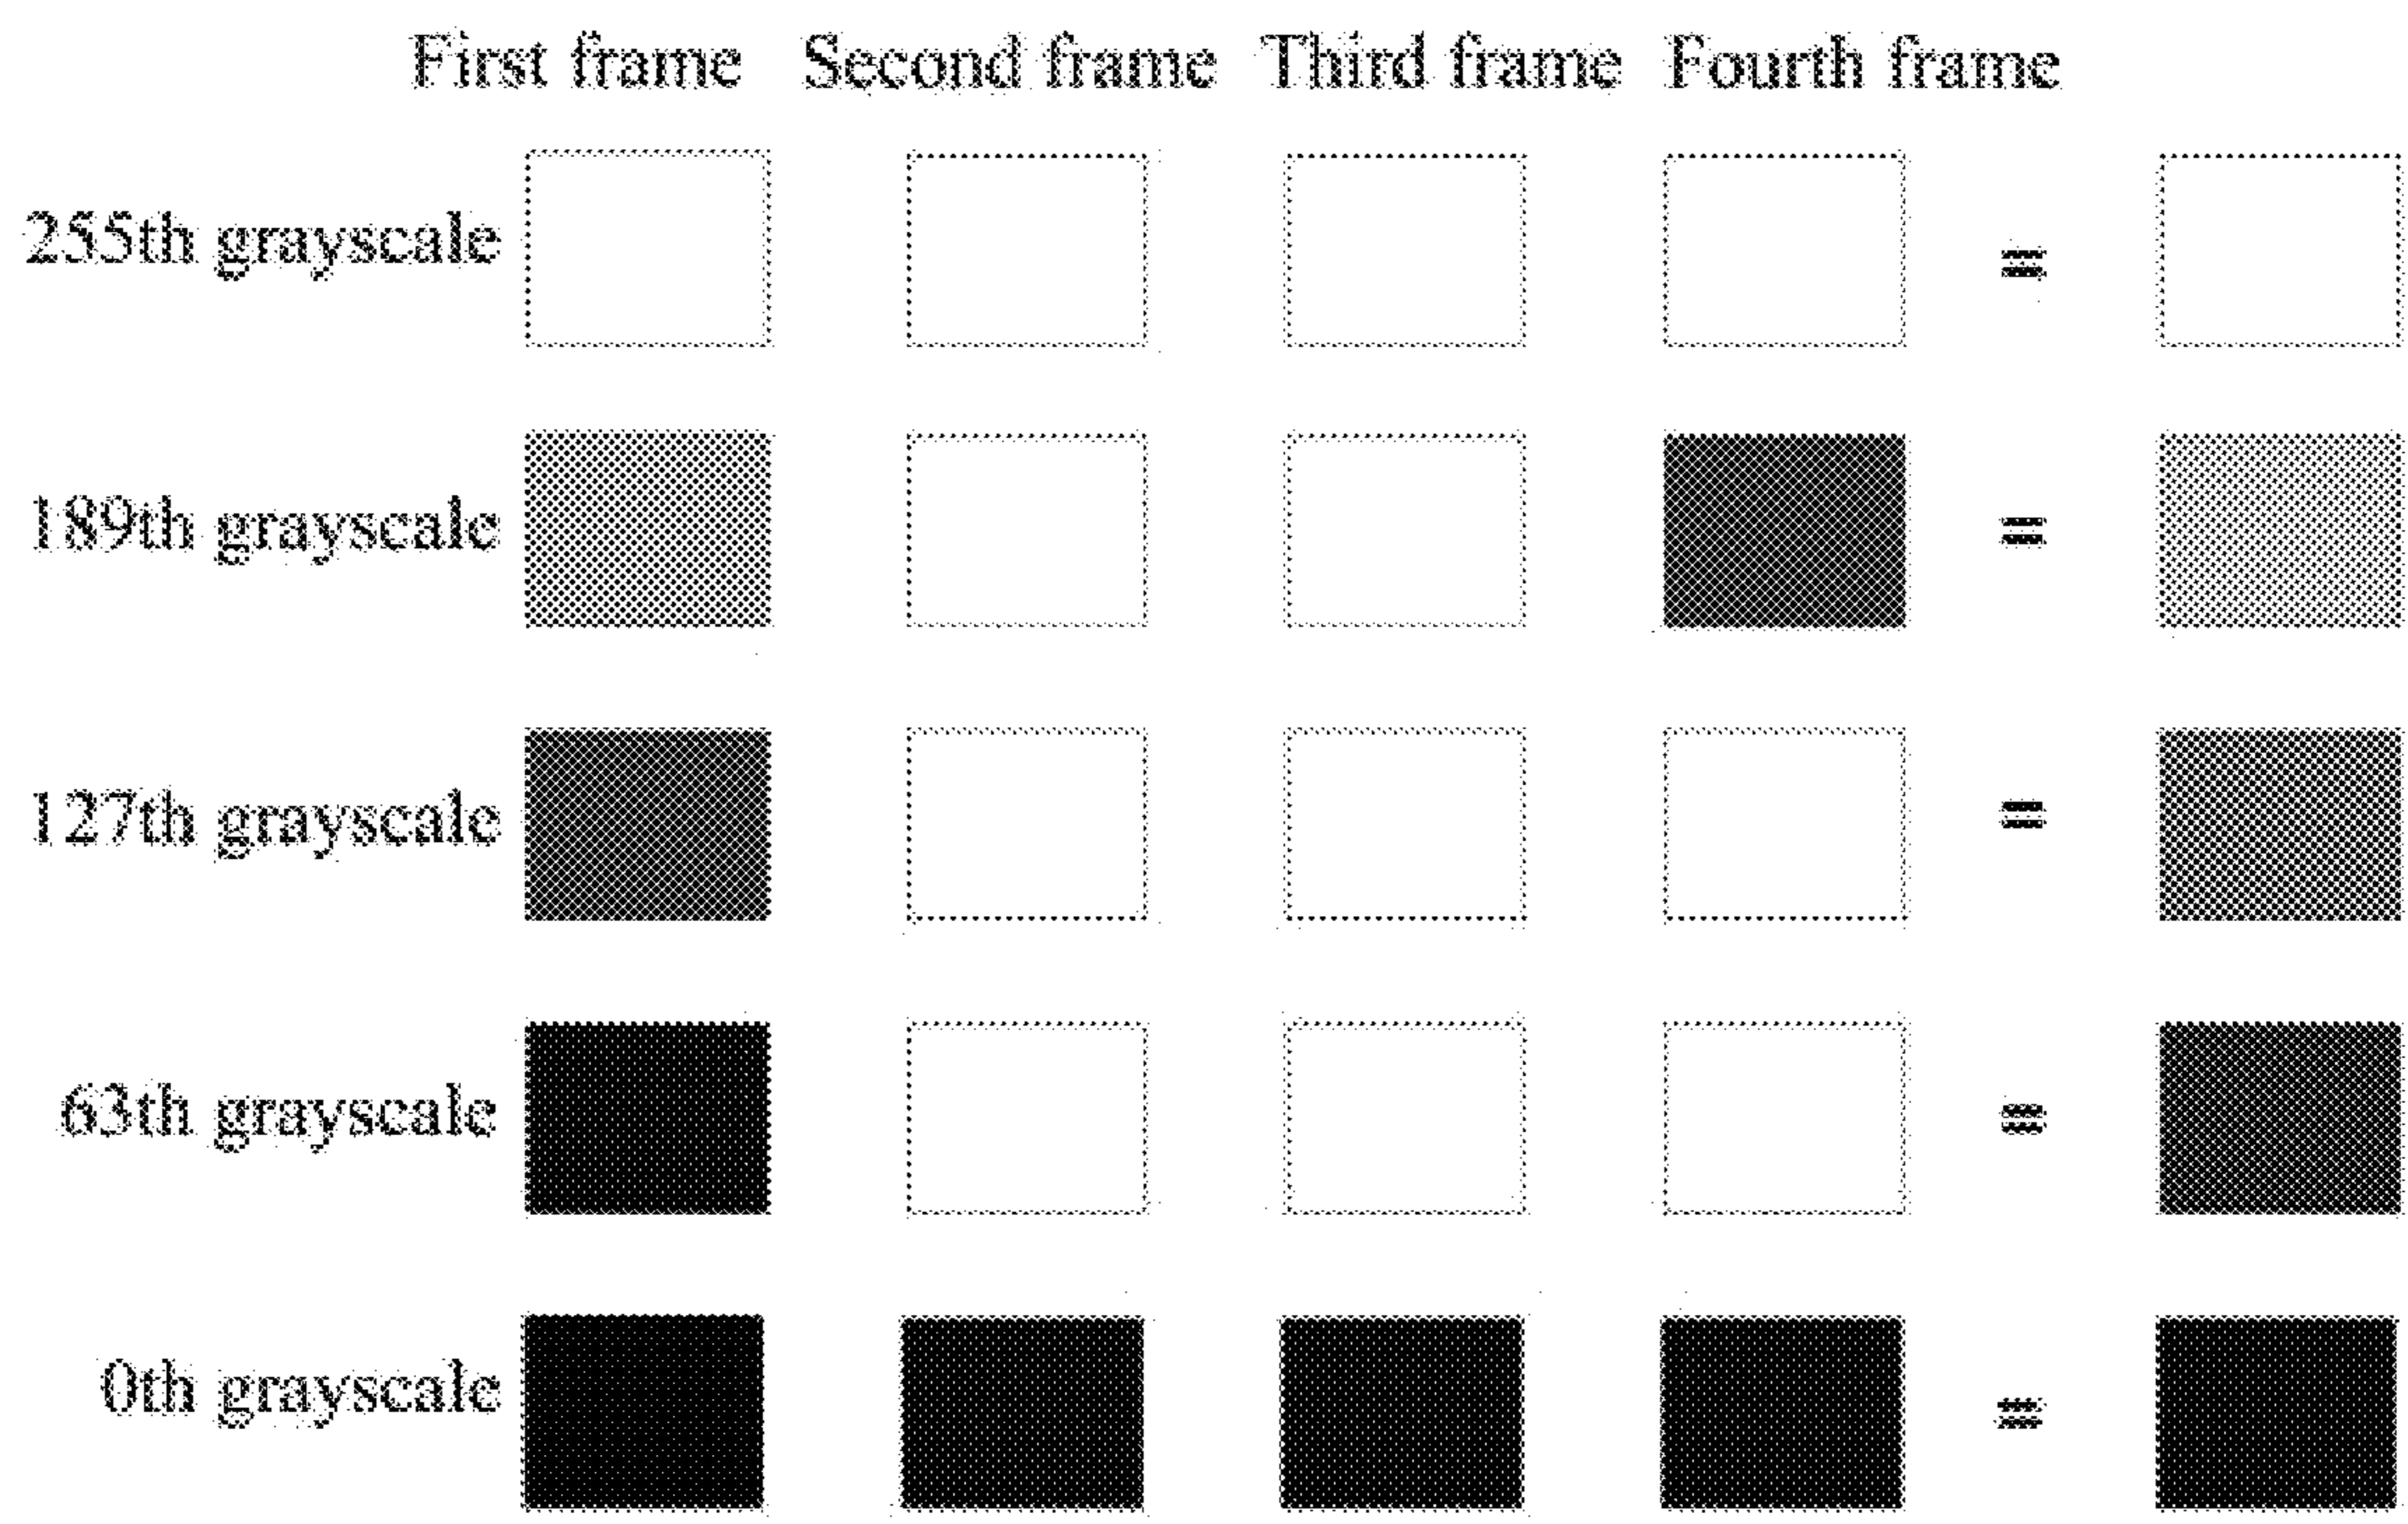 First frame Second frame Third frame Fourth frame
255th grayscale =
189th grayscale =
127th grayscale =
63th grayscale =
0th grayscale =